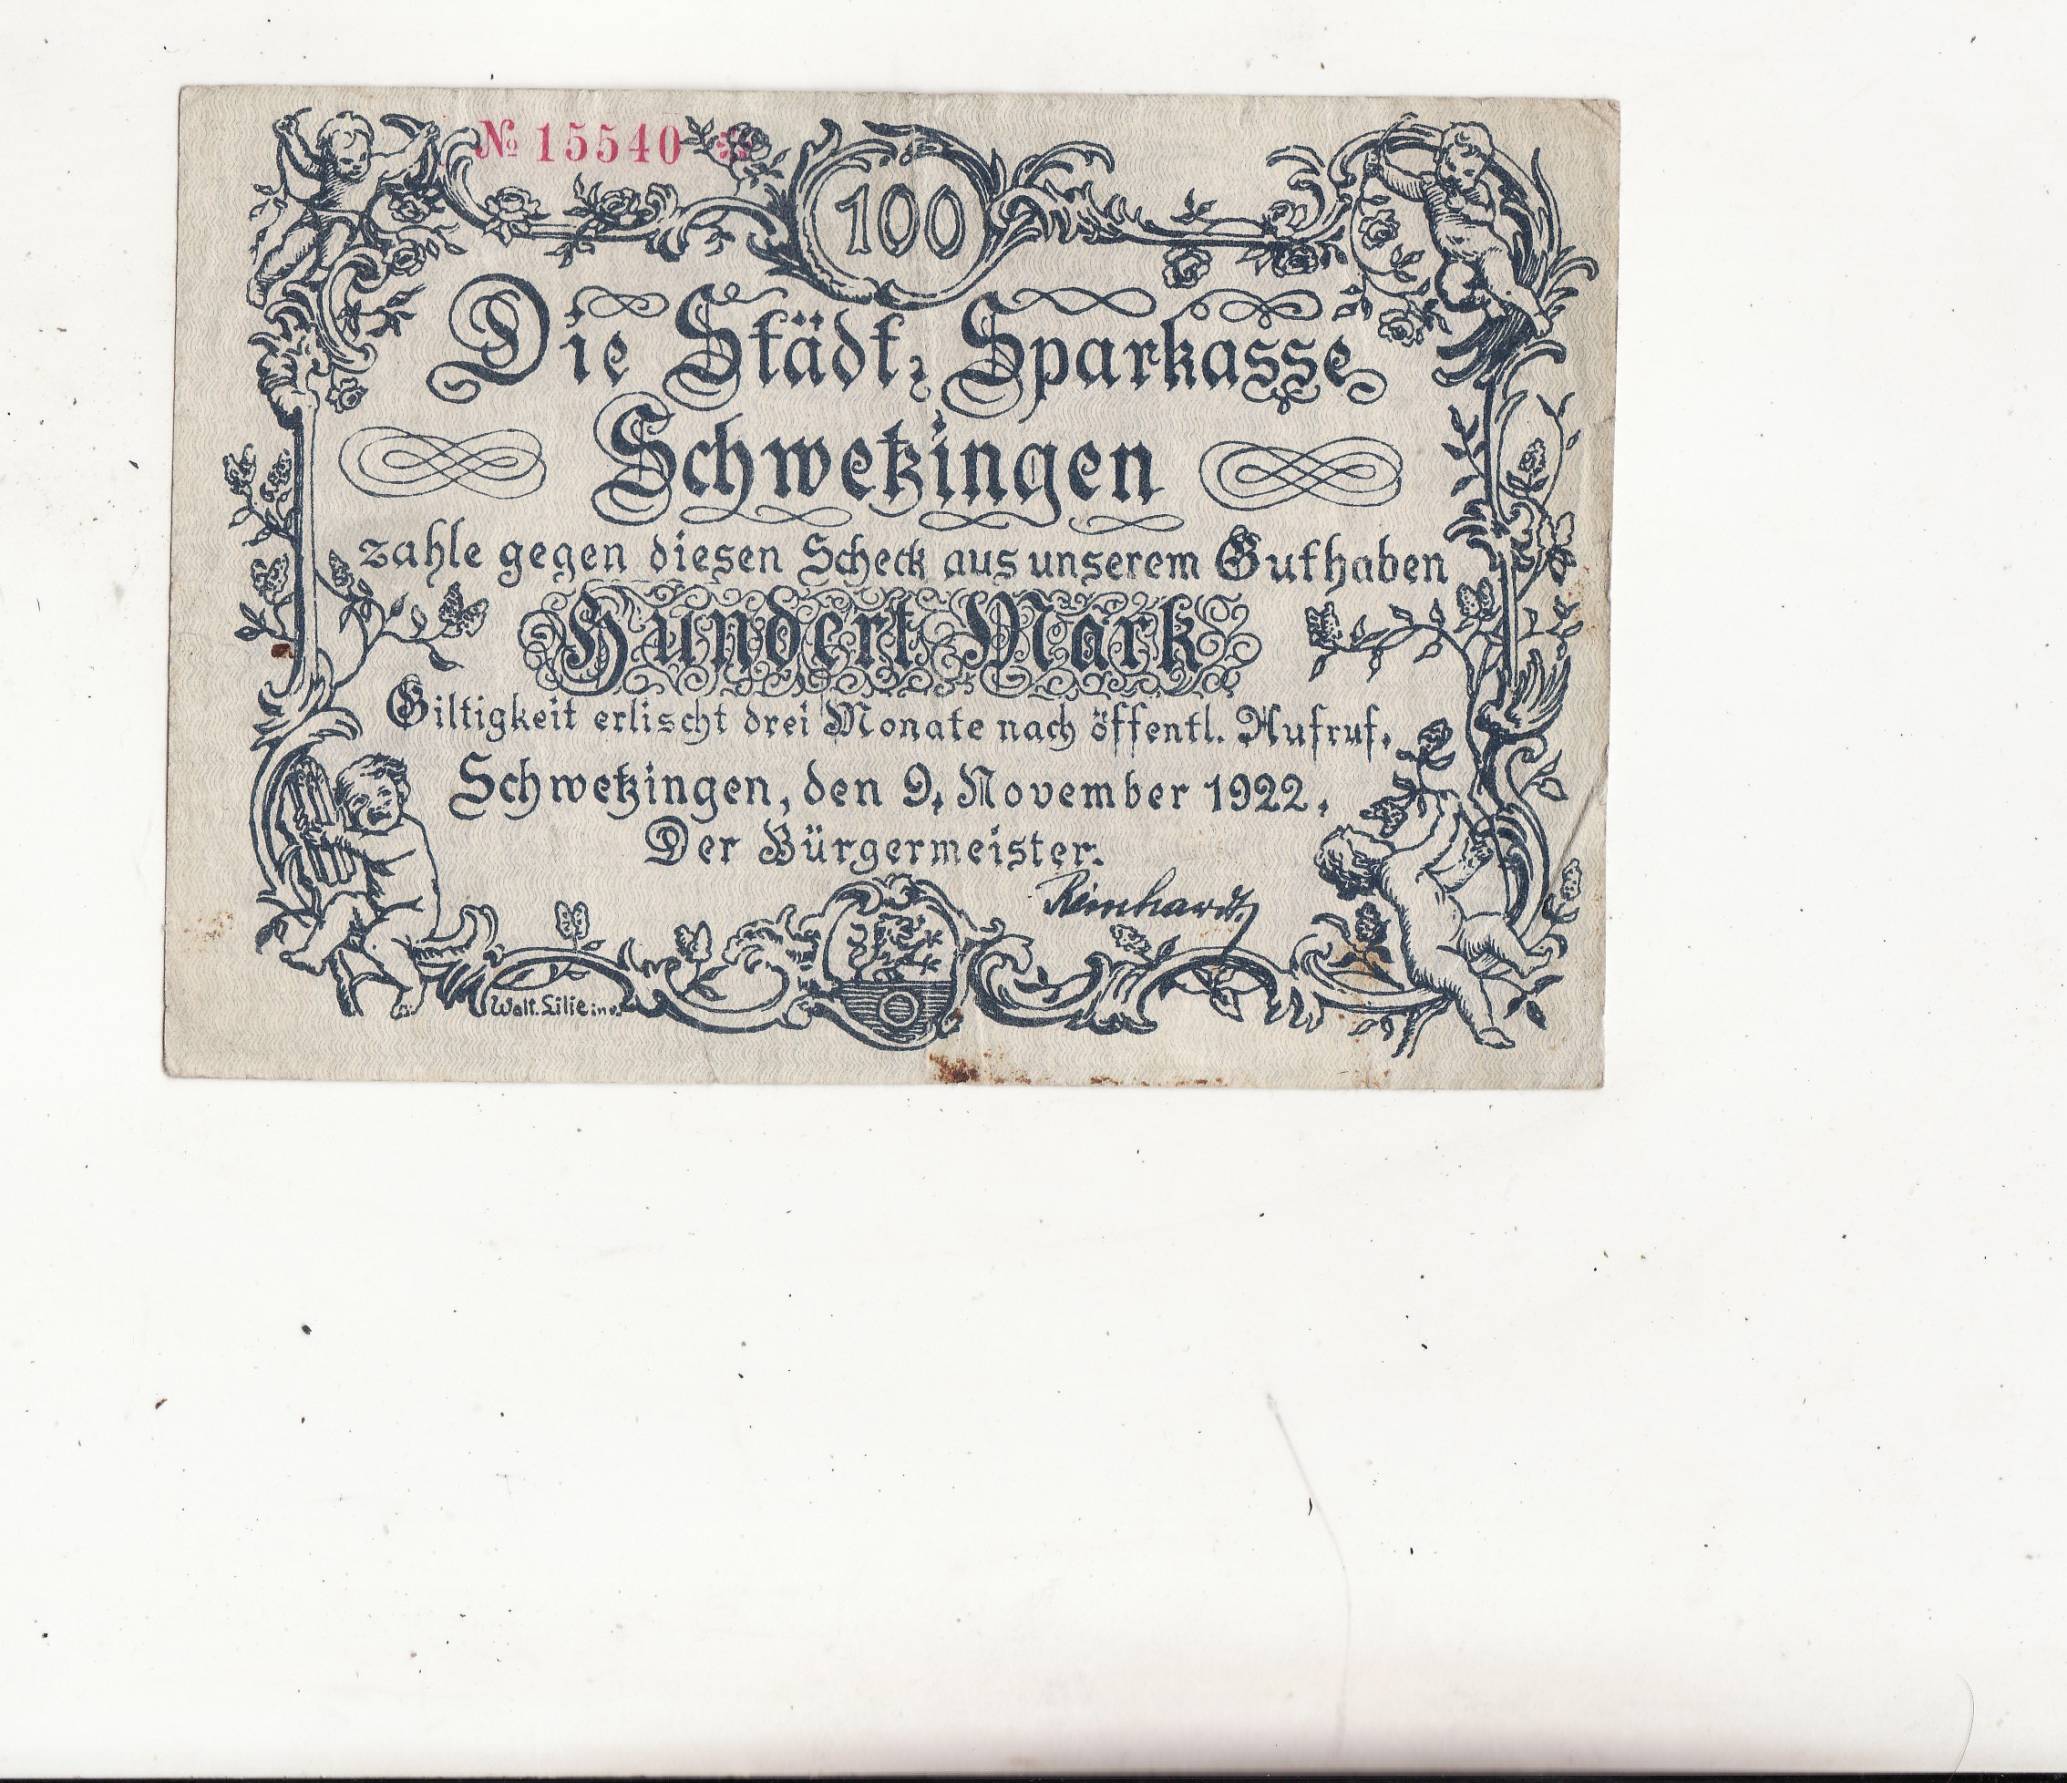 № 15540 *
100
Die Städt. Sparkasse
Schwetzingen
zahle gegen diesen Scheck aus unserem Guthaben
Hundert Mark
Giltigkeit erlischt drei Monate nach öffentl. Aufruf.
Schwetzingen, den 9. November 1922.
Der Bürgermeister.
Reinhardt
Walt. Lilie inv.